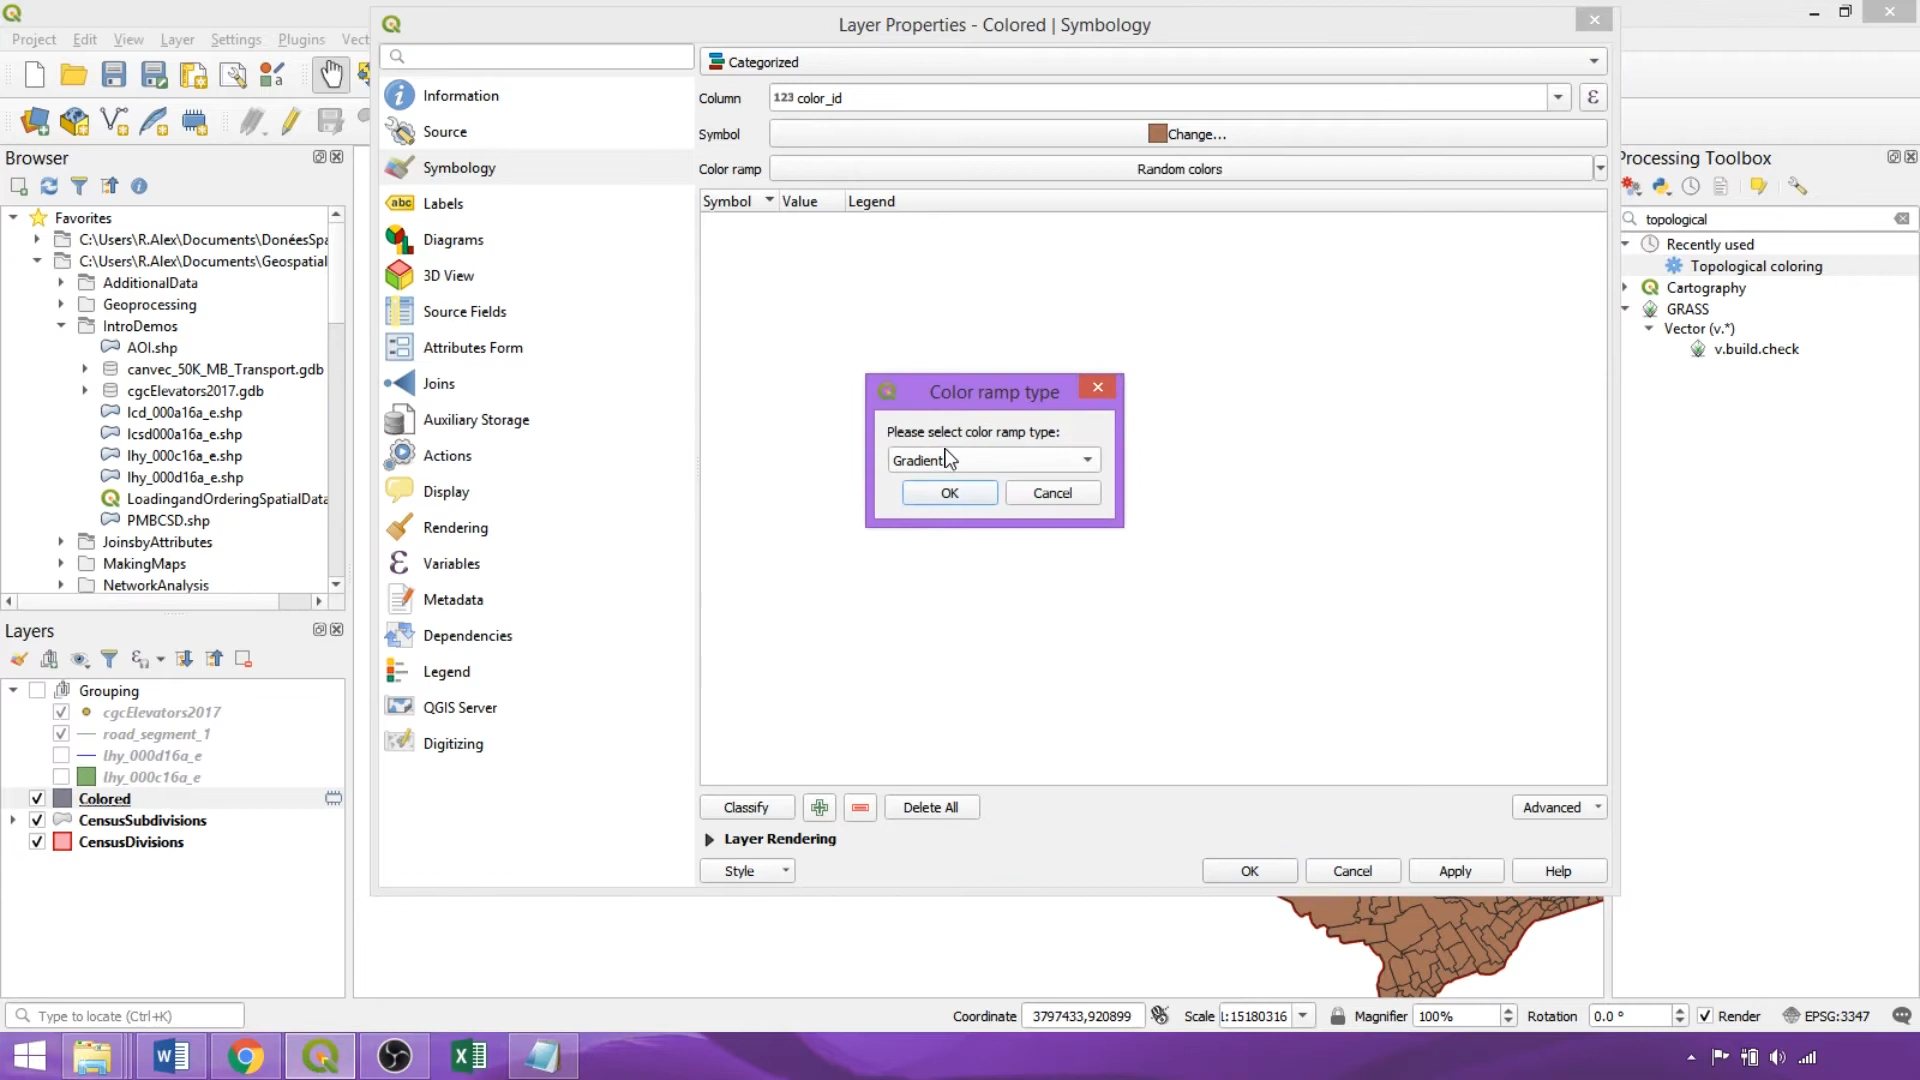 Layer Properties - Colored | Symbology
Project Edit View Layer Settings Plugins Vect
Categorized
Column 123 color_id ε
Symbol Change...
Color ramp Random colors
Symbol Value Legend
Information
Source
Symbology
Labels
Diagrams
3D View
Source Fields
Attributes Form
Joins
Auxiliary Storage
Actions
Display
Rendering
Variables
Metadata
Dependencies
Legend
QGIS Server
Digitizing
Browser
Favorites
C:\Users\R.Alex\Documents\DonéesSpa
C:\Users\R.Alex\Documents\Geospatial
AdditionalData
Geoprocessing
IntroDemos
AOI.shp
canvec_50K_MB_Transport.gdb
cgcElevators2017.gdb
lcd_000a16a_e.shp
lcsd000a16a_e.shp
lhy_000c16a_e.shp
lhy_000d16a_e.shp
LoadingandOrderingSpatialData
PMBCSD.shp
JoinsbyAttributes
MakingMaps
NetworkAnalysis
Layers
Grouping
cgcElevators2017
road_segment_1
lhy_000d16a_e
lhy_000c16a_e
Colored
CensusSubdivisions
CensusDivisions
Color ramp type
Please select color ramp type:
Gradient
OK Cancel
Classify Delete All Advanced
Layer Rendering
Style OK Cancel Apply Help
Processing Toolbox
topological
Recently used
Topological coloring
Cartography
GRASS
Vector (v.*)
v.build.check
Type to locate (Ctrl+K) Coordinate 3797433,920899 Scale 1:15180316 Magnifier 100% Rotation 0.0 ° Render EPSG:3347